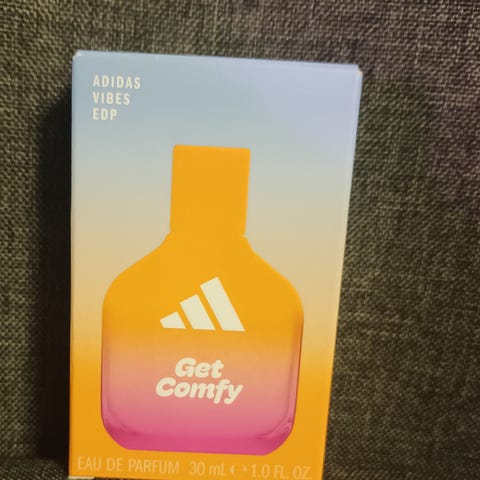 ADIDAS
VIBES
EDP
Get
Comfy
EAU DE PARFUM 30 mL ℮ 1.0 FL. OZ.